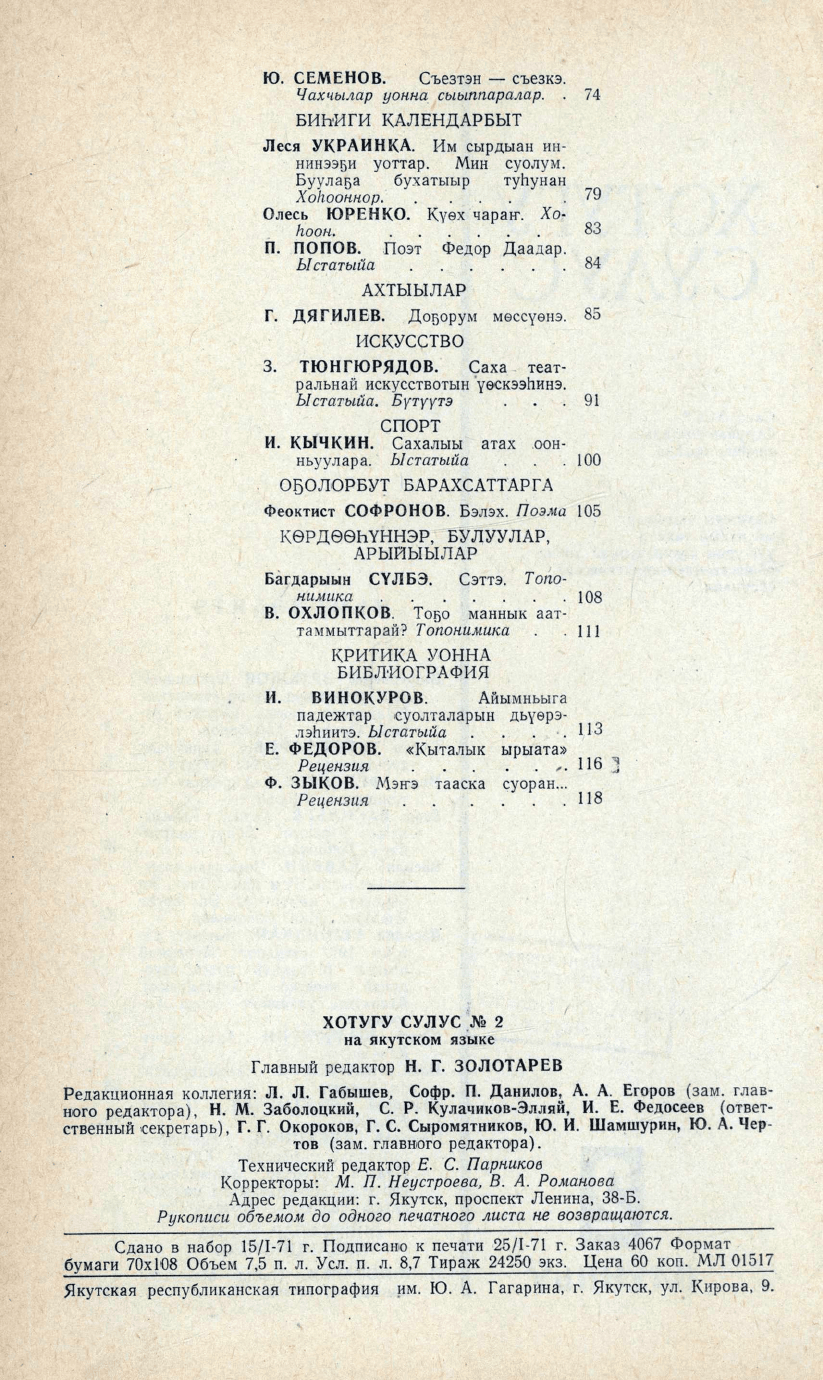 Ю. СЕМЕНОВ. Съезтэн — съезкэ.
Чахчылар уонна сыыппаралар. . 74
БИҺИГИ КАЛЕНДАРБЫТ
Леся УКРАИНКА. Им сырдыан ин-
нинээҕи уоттар. Мин суолум.
Буулаҕа бухатыыр туһунан
Хоһооннор. . . . . . 79
Олесь ЮРЕНКО. Күөх чараҥ. Хо-
һоон. . . . . . . 83
П. ПОПОВ. Поэт Федор Даадар.
Ыстатыйа . . . . . . 84
АХТЫЫЛАР
Г. ДЯГИЛЕВ. Доҕорум мөссүөнэ. 85
ИСКУССТВО
З. ТЮНГЮРЯДОВ. Саха теат-
ральнай искусствотын үөскээһинэ.
Ыстатыйа. Бүтүүтэ . . . 91
СПОРТ
И. КЫЧКИН. Сахалыы атах оон-
ньуулара. Ыстатыйа . . . 100
ОҔОЛОРБУТ БАРАХСАТТАРГА
Феоктист СОФРОНОВ. Бэлэх. Поэма 105
КӨРДӨӨҺҮННЭР, БУЛУУЛАР,
АРЫЙЫЫЛАР
Багдарыын СҮЛБЭ. Сэттэ. Топо-
нимика . . . . . . . 108
В. ОХЛОПКОВ. Тоҕо маннык аат-
таммыттарай? Топонимика . . 111
КРИТИКА УОННА
БИБЛИОГРАФИЯ
И. ВИНОКУРОВ. Айымньыга
падежтар суолталарын дьүөрэ-
лэһиитэ. Ыстатыйа . . . . 113
Е. ФЕДОРОВ. «Кыталык ырыата»
Рецензия . . . . . . 116
Ф. ЗЫКОВ. Мэҥэ тааска суоран...
Рецензия . . . . . . 118
ХОТУГУ СУЛУС № 2
на якутском языке
Главный редактор Н. Г. ЗОЛОТАРЕВ
Редакционная коллегия: Л. Л. Габышев, Софр. П. Данилов, А. А. Егоров (зам. глав-
ного редактора), Н. М. Заболоцкий, С. Р. Кулачиков-Элляй, И. Е. Федосеев (ответ-
ственный секретарь), Г. Г. Окороков, Г. С. Сыромятников, Ю. И. Шамшурин, Ю. А. Чер-
тов (зам. главного редактора).
Технический редактор Е. С. Парников
Корректоры: М. П. Неустроева, В. А. Романова
Адрес редакции: г. Якутск, проспект Ленина, 38-Б.
Рукописи объемом до одного печатного листа не возвращаются.
Сдано в набор 15/I-71 г. Подписано к печати 25/I-71 г. Заказ 4067 Формат
бумаги 70х108 Объем 7,5 п. л. Усл. п. л. 8,7 Тираж 24250 экз. Цена 60 коп. МЛ 01517
Якутская республиканская типография им. Ю. А. Гагарина, г. Якутск, ул. Кирова, 9.